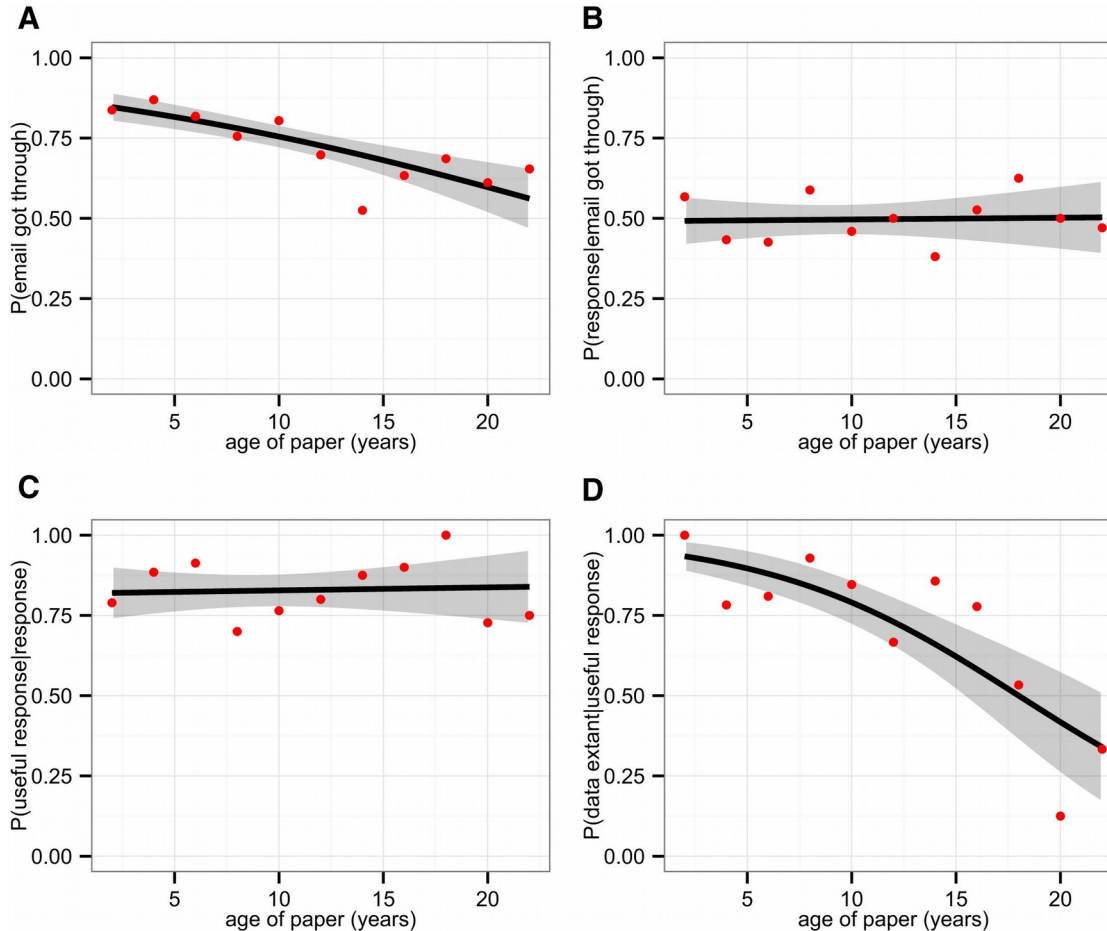 A
P(email got through)
1.00
0.75
0.50
0.25
0.00
5 10 15 20
age of paper (years)
B
P(response|email got through)
1.00
0.75
0.50
0.25
0.00
5 10 15 20
age of paper (years)
C
P(useful response|response)
1.00
0.75
0.50
0.25
0.00
5 10 15 20
age of paper (years)
D
P(data extant|useful response)
1.00
0.75
0.50
0.25
0.00
5 10 15 20
age of paper (years)